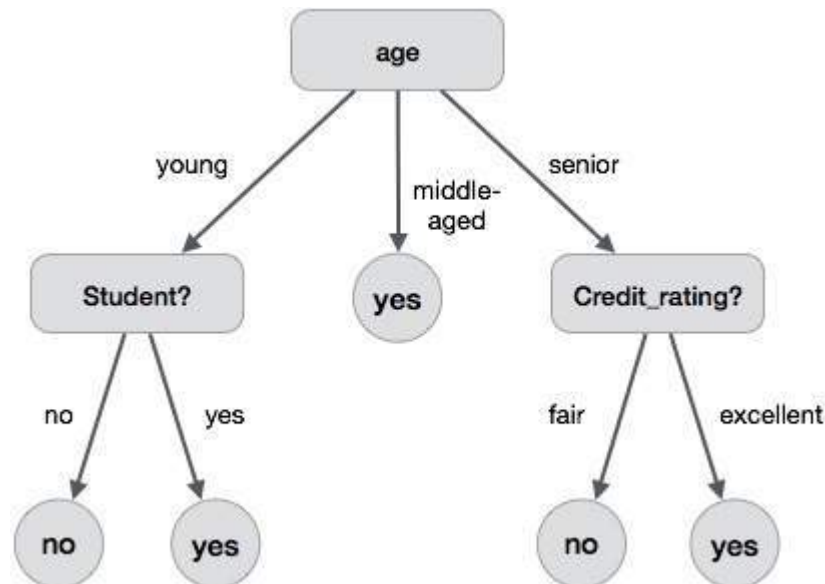 age
young
middle-
aged
senior
Student?
yes
Credit_rating?
no
yes
fair
excellent
no
yes
no
yes